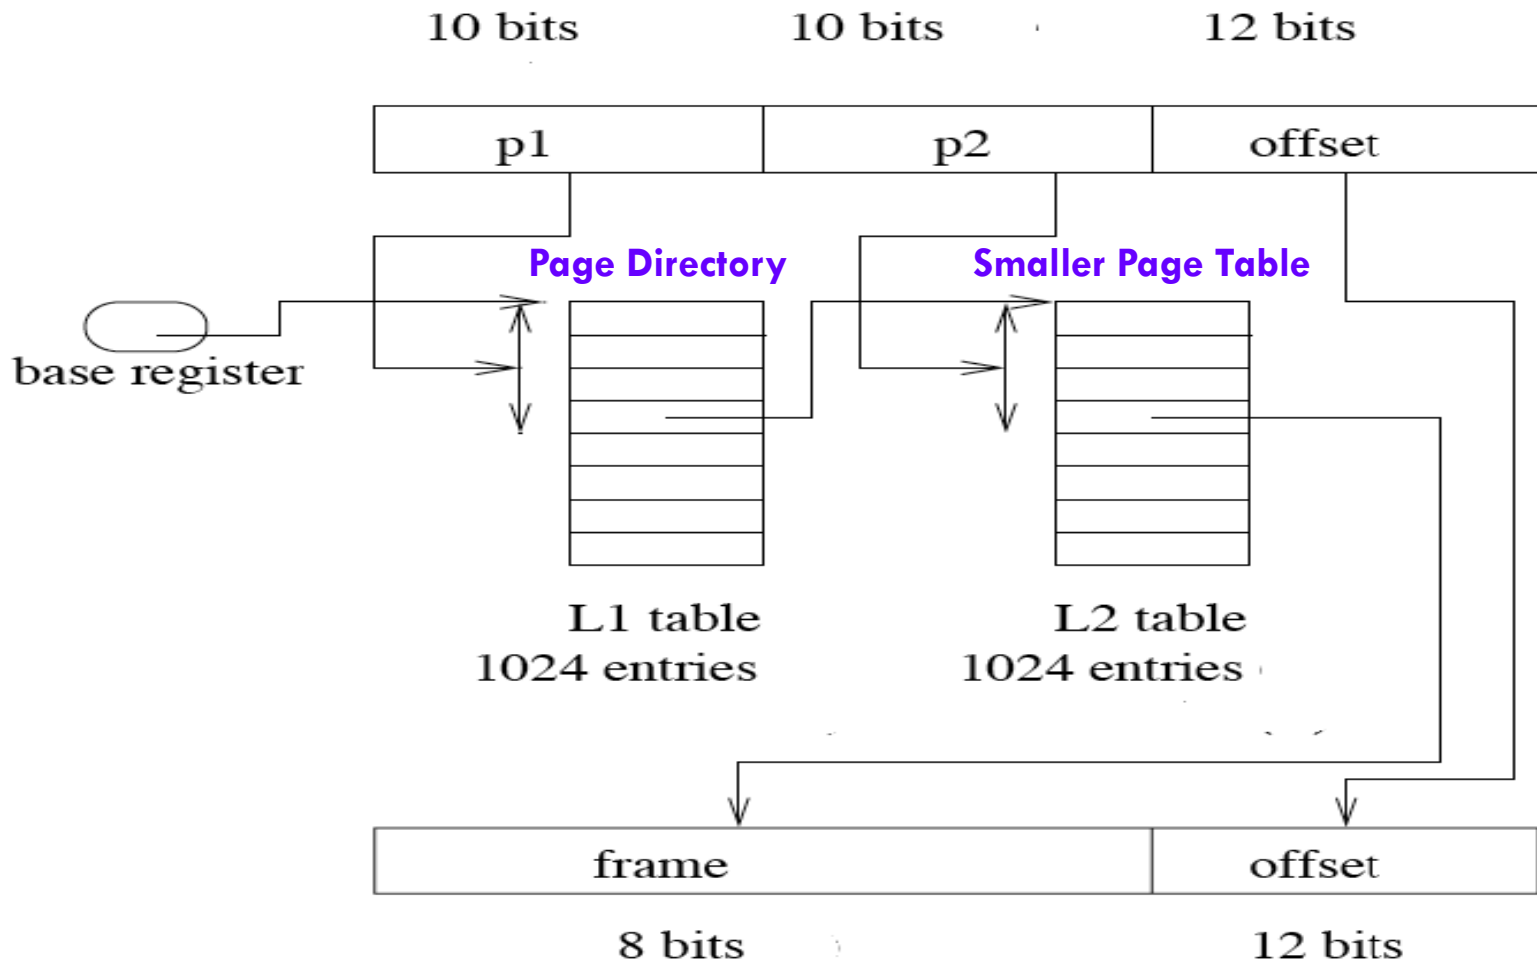 10 bits 10 bits 12 bits
p1 p2 offset
Page Directory Smaller Page Table
base register
L1 table L2 table
1024 entries 1024 entries
frame offset
8 bits 12 bits